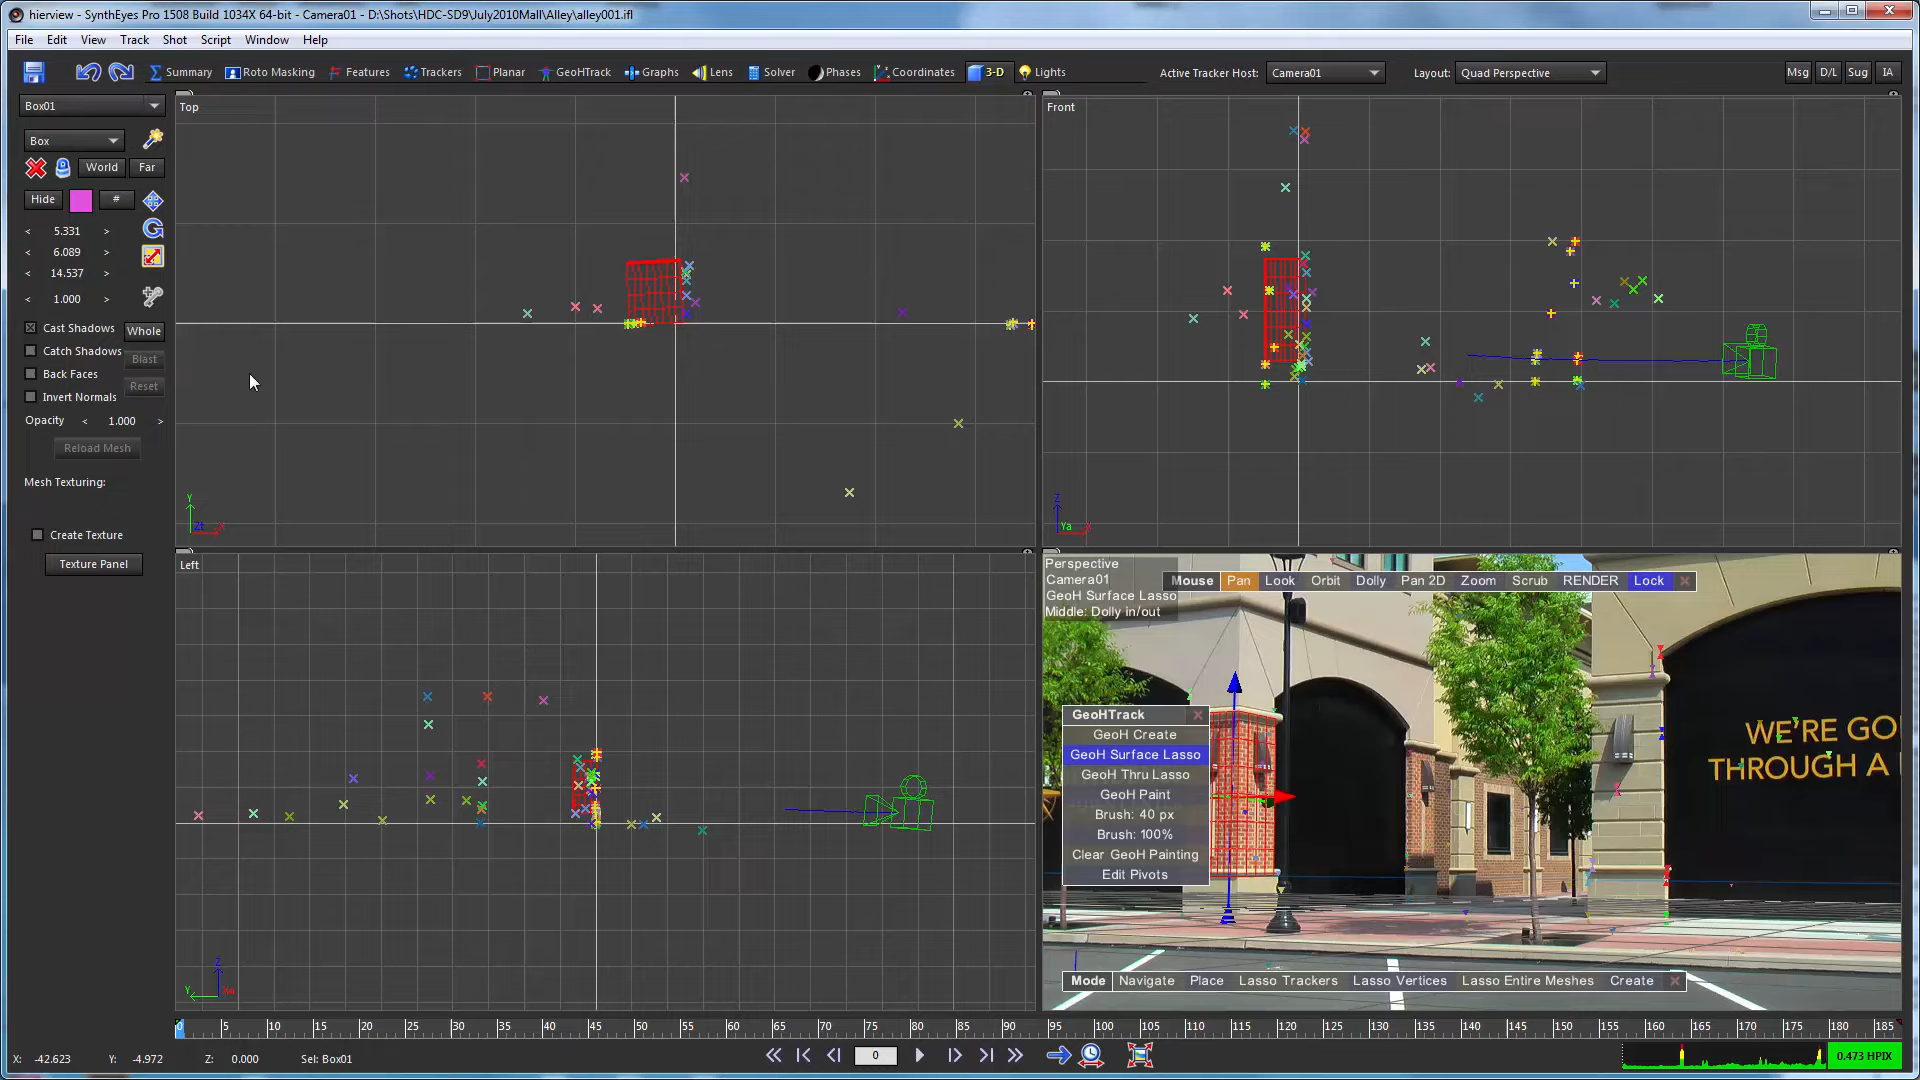 hierview - SynthEyes Pro 1508 Build 1034X 64-bit - Camera01 - D:\Shots\HDC-SD9\July2010Mall\Alley\alley001.ifl
File Edit View Track Shot Script Window Help
Summary Roto Masking Features Trackers Planar GeoHTrack Graphs Lens Solver Phases Coordinates 3-D Lights Active Tracker Host: Camera01 Layout: Quad Perspective Msg D/L Sug IA
Box01
Box
World Far
Hide #
< 5.331 >
< 6.089 >
< 14.537 >
< 1.000 >
Cast Shadows Whole
Catch Shadows Blast
Back Faces
Reset
Invert Normals
Opacity < 1.000 >
Reload Mesh
Mesh Texturing:
Create Texture
Texture Panel
Top
Y
X
Front
Z
Ya
X
Left
Z
Y
Perspective
Camera01
GeoH Surface Lasso
Middle: Dolly in/out
Mouse Pan Look Orbit Dolly Pan 2D Zoom Scrub RENDER Lock
GeoHTrack
GeoH Create
GeoH Surface Lasso
GeoH Thru Lasso
GeoH Paint
Brush: 40 px
Brush: 100%
Clear GeoH Painting
Edit Pivots
WE'RE GO
THROUGH A
Mode Navigate Place Lasso Trackers Lasso Vertices Lasso Entire Meshes Create
0 5 10 15 20 25 30 35 40 45 50 55 60 65 70 75 80 85 90 95 100 105 110 115 120 125 130 135 140 145 150 155 160 165 170 175 180 185
X: -42.623 Y: -4.972 Z: 0.000 Sel: Box01 0 0.473 HPIX